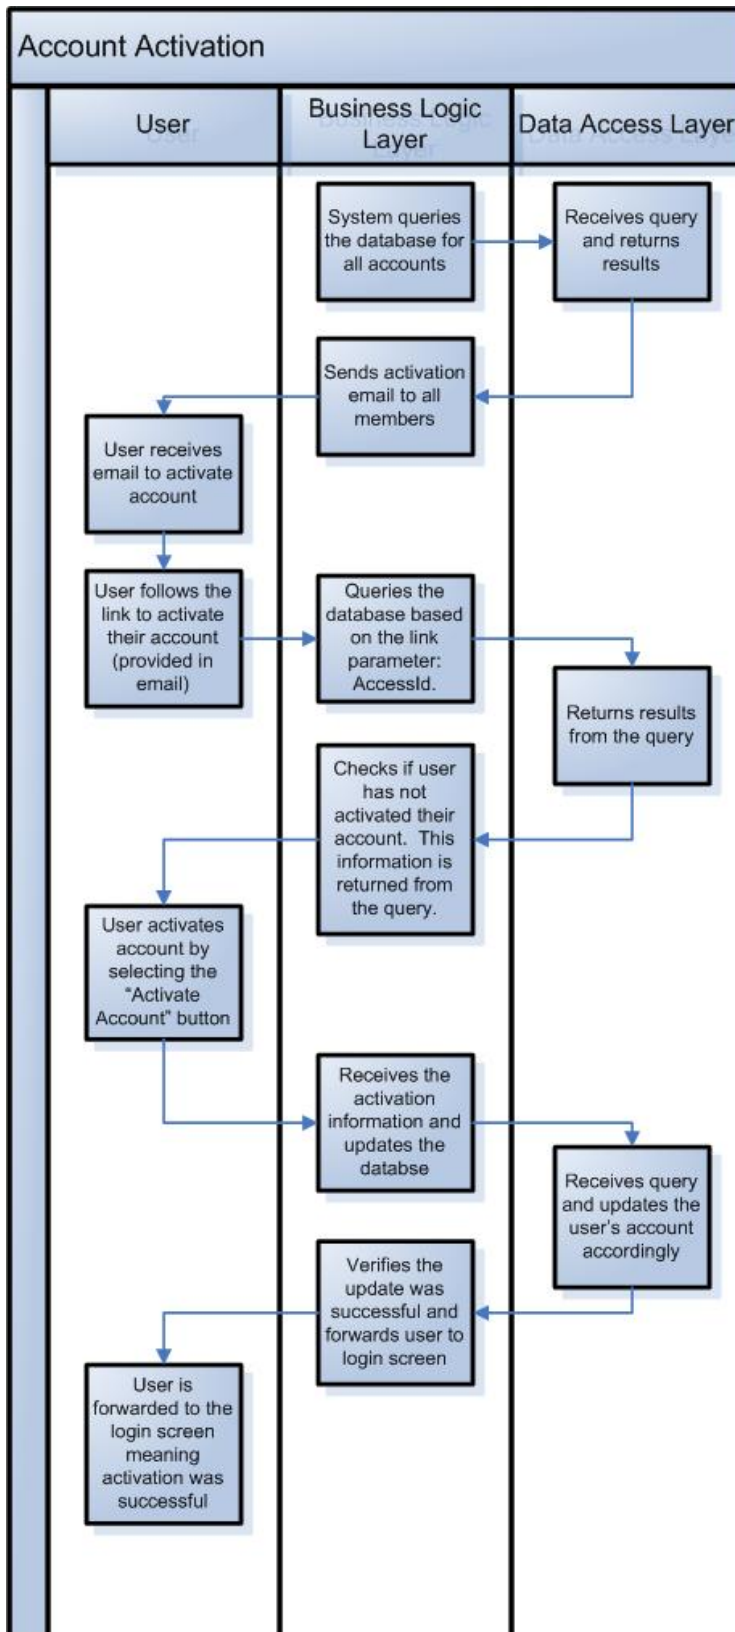 Account Activation
User
Business Logic
Layer
Data Access Layer
System queries
the database for
all accounts
Receives query
and returns
results
Sends activation
email to all
members
User receives
email to activate
account
User follows the
link to activate
their account
(provided in
email)
Queries the
database based
on the link
parameter:
AccessId.
Returns results
from the query
Checks if user
has not
activated their
account. This
information is
returned from
the query.
User activates
account by
selecting the
“Activate
Account” button
Receives the
activation
information and
updates the
databse
Receives query
and updates the
user's account
accordingly
Verifies the
update was
successful and
forwards user to
login screen
User is
forwarded to the
login screen
meaning
activation was
successful